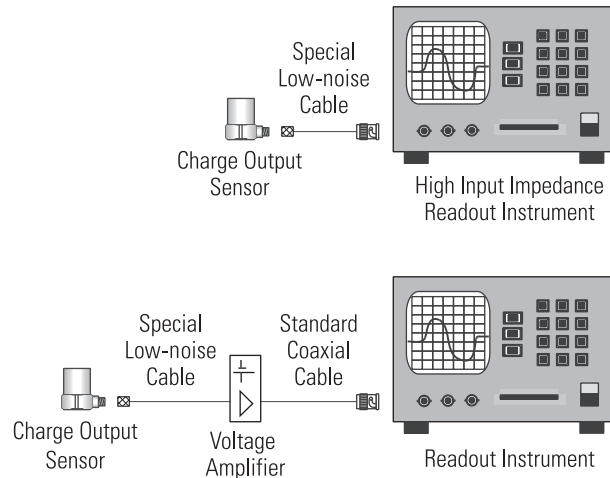 Special
Low-noise
Cable
Charge Output
Sensor
High Input Impedance
Readout Instrument
Special
Low-noise
Cable
Standard
Coaxial
Cable
Charge Output
Sensor
Voltage
Amplifier
Readout Instrument